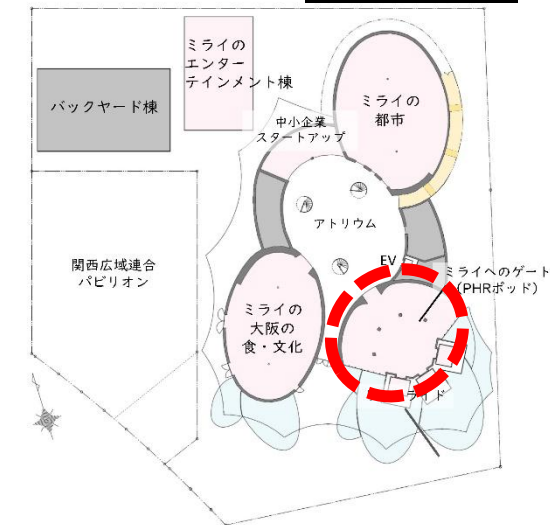 ミライの
エンター
テインメント棟
バックヤード棟
ミライの
都市
中小企業
スタートアップ
アトリウム
EV
ミライへのゲート
(PHRポッド)
関西広域連合
パビリオン
ミライの
大阪の
食・文化
ライド